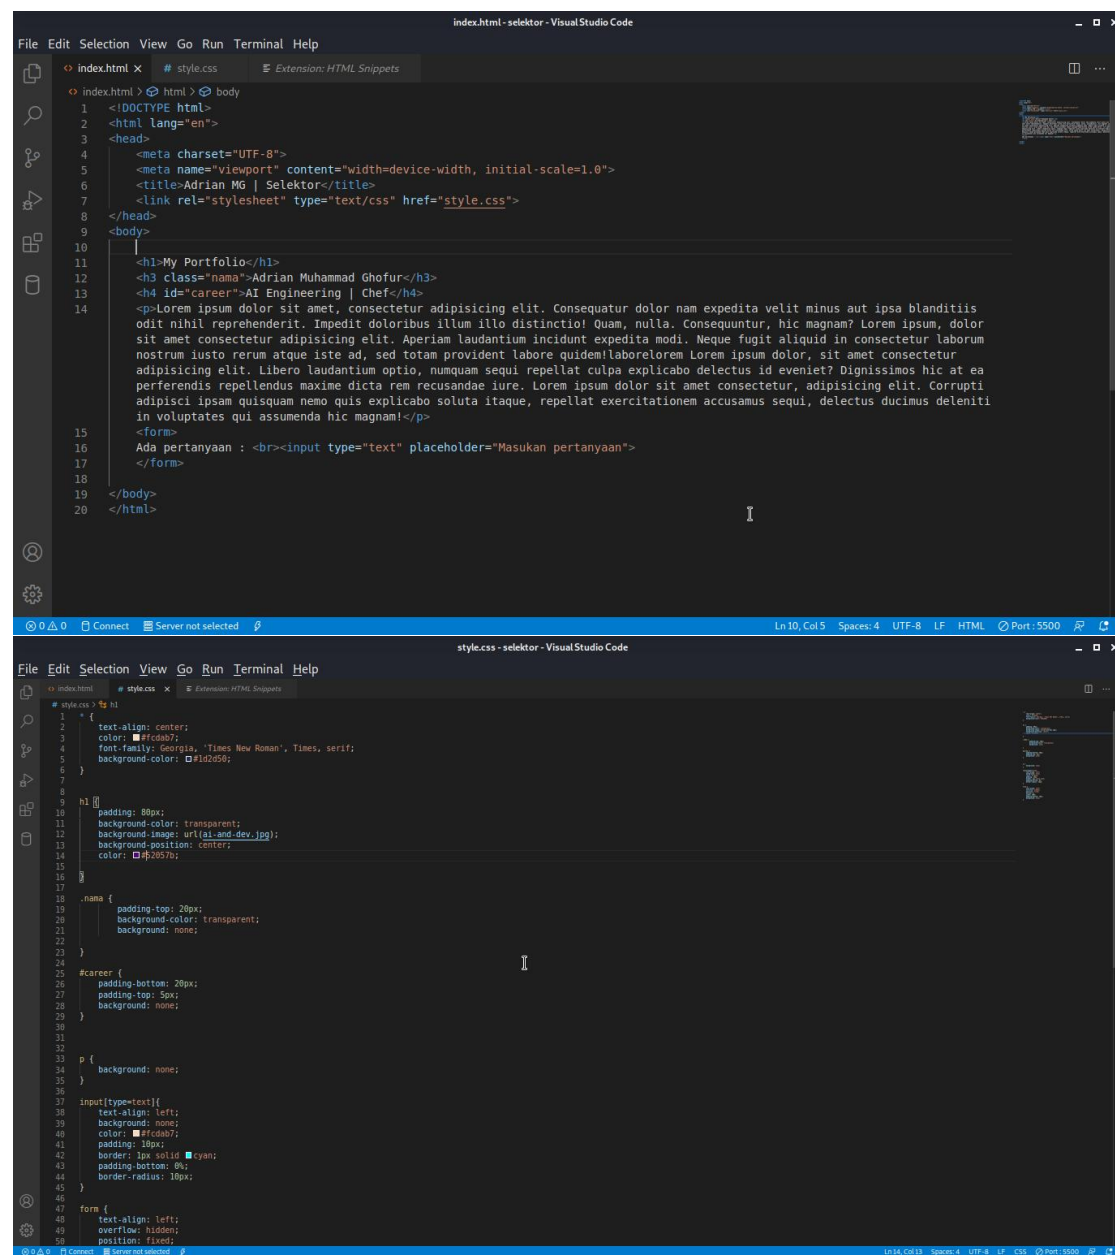 index.html - selektor - Visual Studio Code
File Edit Selection View Go Run Terminal Help
index.html # style.css Extension: HTML Snippets
index.html > html > body
1 <!DOCTYPE html>
2 <html lang="en">
3 <head>
4 <meta charset="UTF-8">
5 <meta name="viewport" content="width=device-width, initial-scale=1.0">
6 <title>Adrian MG | Selektor</title>
7 <link rel="stylesheet" type="text/css" href="style.css">
8 </head>
9 <body>
10
11 <h1>My Portfolio</h1>
12 <h3 class="nama">Adrian Muhammad Ghofur</h3>
13 <h4 id="career">AI Engineering | Chef</h4>
14 <p>Lorem ipsum dolor sit amet, consectetur adipisicing elit. Consequatur dolor nam expedita velit minus aut ipsa blanditiis
odit nihil reprehenderit. Impedit doloribus illum illo distinctio! Quam, nulla. Consequuntur, hic magnam? Lorem ipsum, dolor
sit amet consectetur adipisicing elit. Aperiam laudantium incidunt expedita modi. Neque fugit aliquid in consectetur laborum
nostrum iusto rerum atque iste ad, sed totam provident labore quidem!laborelorem Lorem ipsum dolor, sit amet consectetur
adipisicing elit. Libero laudantium optio, numquam sequi repellat culpa explicabo delectus id eveniet? Dignissimos hic at ea
perferendis repellendus maxime dicta rem recusandae iure. Lorem ipsum dolor sit amet consectetur, adipisicing elit. Corrupti
adipisci ipsam quisquam nemo quis explicabo soluta itaque, repellat exercitationem accusamus sequi, delectus ducimus deleniti
in voluptates qui assumenda hic magnam!</p>
15 <form>
16 Ada pertanyaan : <br><input type="text" placeholder="Masukan pertanyaan">
17 </form>
18
19 </body>
20 </html>
0 0 Connect Server not selected Ln 10, Col 5 Spaces: 4 UTF-8 LF HTML Port : 5500
style.css - selektor - Visual Studio Code
File Edit Selection View Go Run Terminal Help
index.html # style.css Extension: HTML Snippets
# style.css > h1
1 * {
2 text-align: center;
3 color: #fcdab7;
4 font-family: Georgia, 'Times New Roman', Times, serif;
5 background-color: #1d2d50;
6 }
7
8
9 h1 {
10 padding: 80px;
11 background-color: transparent;
12 background-image: url(ai-and-dev.jpg);
13 background-position: center;
14 color: #52057b;
15
16 }
17
18 .nama {
19 padding-top: 20px;
20 background-color: transparent;
21 background: none;
22
23 }
24
25 #career {
26 padding-bottom: 20px;
27 padding-top: 5px;
28 background: none;
29 }
30
31
32
33 p {
34 background: none;
35 }
36
37 input[type=text]{
38 text-align: left;
39 background: none;
40 color: #fcdab7;
41 padding: 10px;
42 border: 1px solid cyan;
43 padding-bottom: 0%;
44 border-radius: 10px;
45 }
46
47 form {
48 text-align: left;
49 overflow: hidden;
50 position: fixed;
0 0 Connect Server not selected Ln 14, Col 13 Spaces: 4 UTF-8 LF CSS Port : 5500